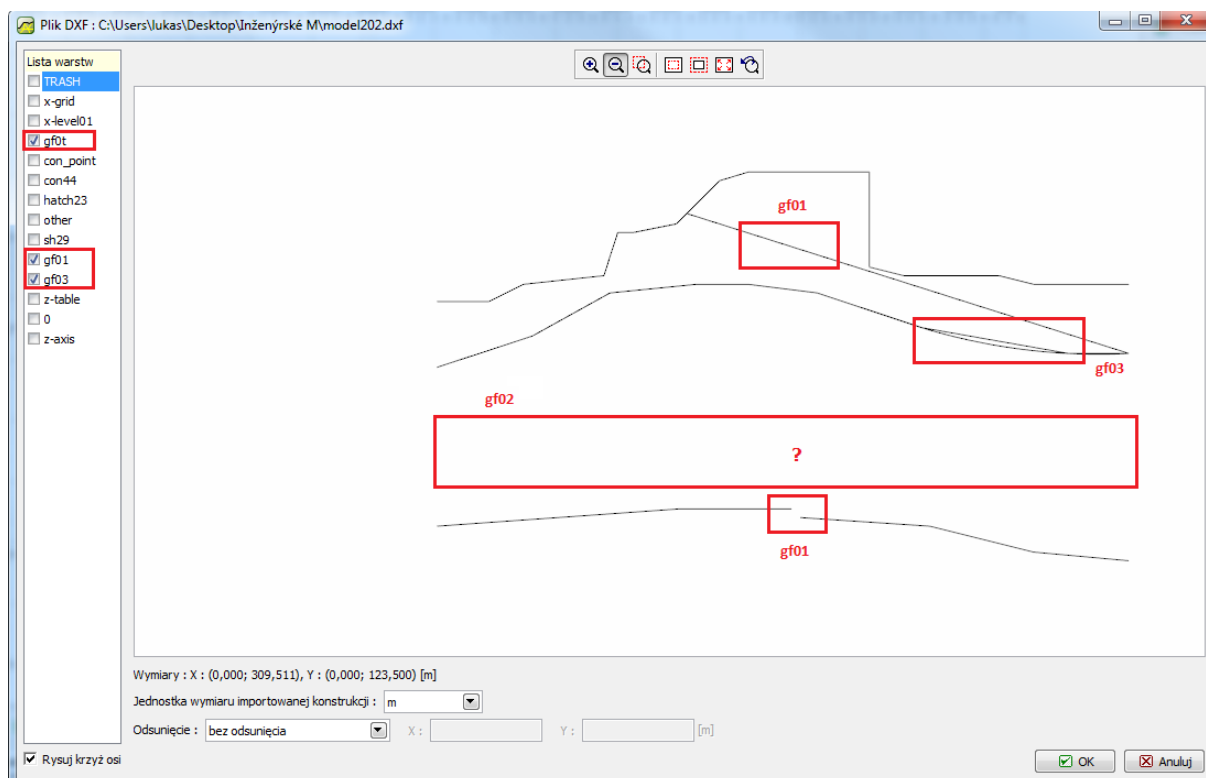 Plik DXF : C:\Users\lukas\Desktop\Inženýrské M\model202.dxf
Lista warstw
TRASH
x-grid
x-level01
gf0t
con_point
con44
hatch23
other
sh29
gf01
gf03
z-table
0
z-axis
gf01
gf03
gf02
?
gf01
Wymiary : X : (0,000; 309,511), Y : (0,000; 123,500) [m]
Jednostka wymiaru importowanej konstrukcji : m
Odsunięcie : bez odsunięcia X : Y : [m]
Rysuj krzyż osi OK Anuluj